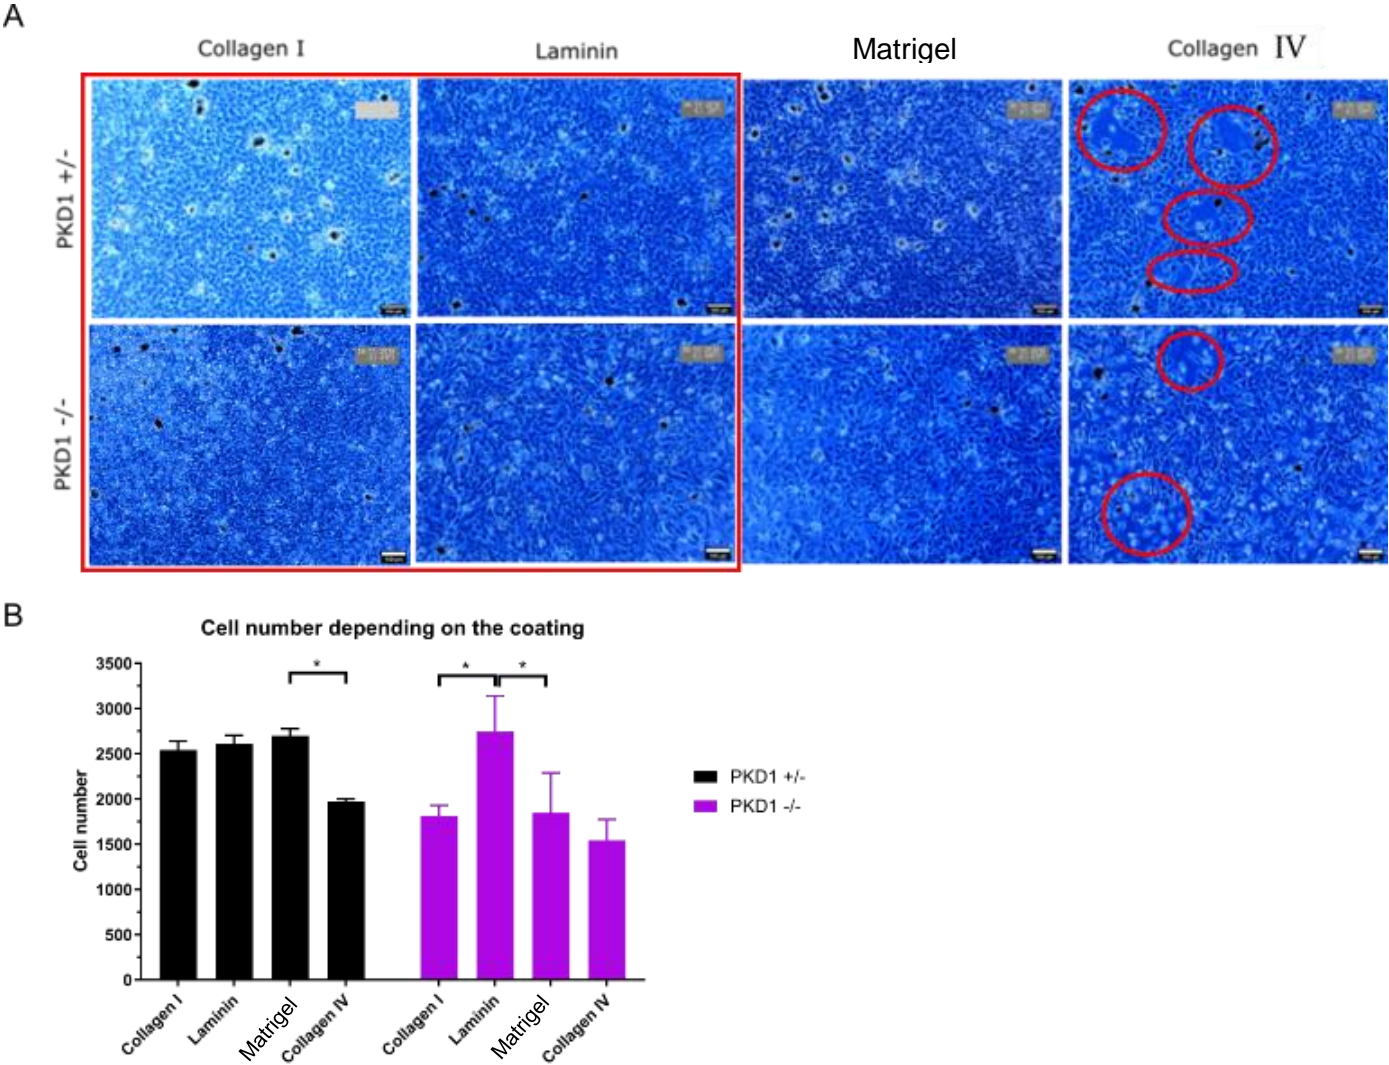 A
Collagen I
Laminin
Matrigel
Collagen IV
PKD1 +/-
PKD1 -/-
B
Cell number depending on the coating
3500
3000
2500
2000
1500
1000
500
0
Cell number
*
*
*
PKD1 +/-
PKD1 -/-
Collagen I
Laminin
Matrigel
Collagen IV
Collagen I
Laminin
Matrigel
Collagen IV